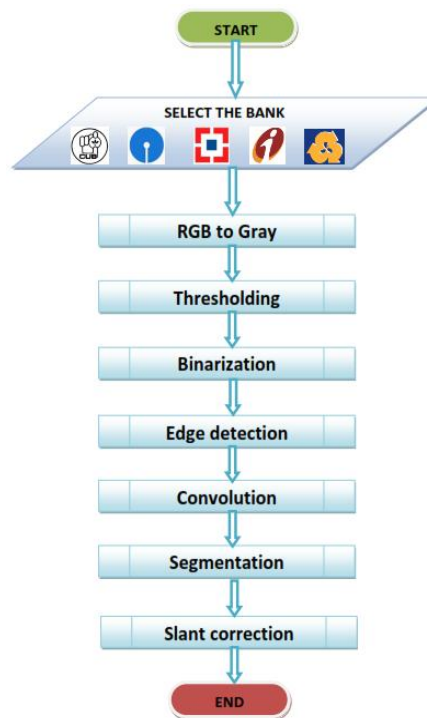 START
SELECT THE BANK
CUB
RGB to Gray
Thresholding
Binarization
Edge detection
Convolution
Segmentation
Slant correction
END